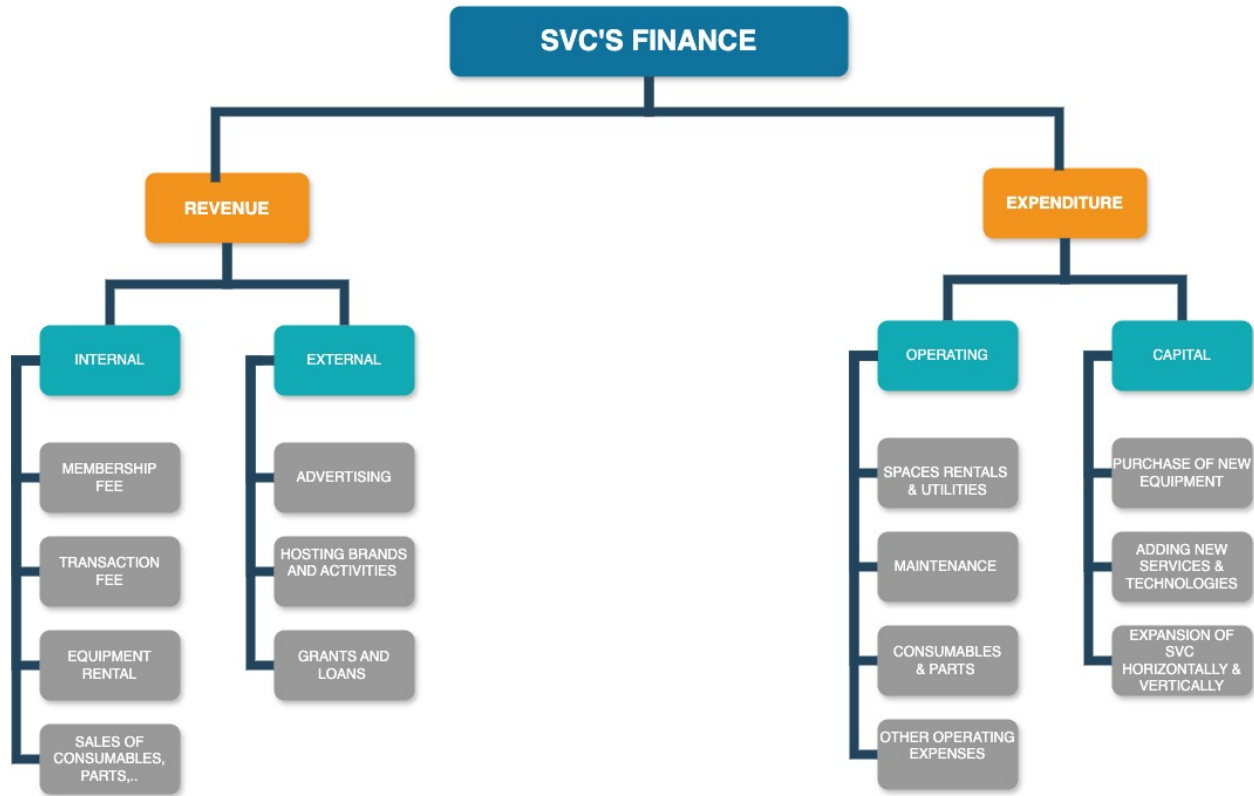 SVC'S FINANCE
REVENUE
EXPENDITURE
INTERNAL
EXTERNAL
OPERATING
CAPITAL
MEMBERSHIP
FEE
TRANSACTION
FEE
EQUIPMENT
RENTAL
SALES OF
CONSUMABLES,
PARTS,..
ADVERTISING
HOSTING BRANDS
AND ACTIVITIES
GRANTS AND
LOANS
SPACES RENTALS
& UTILITIES
MAINTENANCE
CONSUMABLES
& PARTS
OTHER OPERATING
EXPENSES
PURCHASE OF NEW
EQUIPMENT
ADDING NEW
SERVICES &
TECHNOLOGIES
EXPANSION OF
SVC
HORIZONTALLY &
VERTICALLY